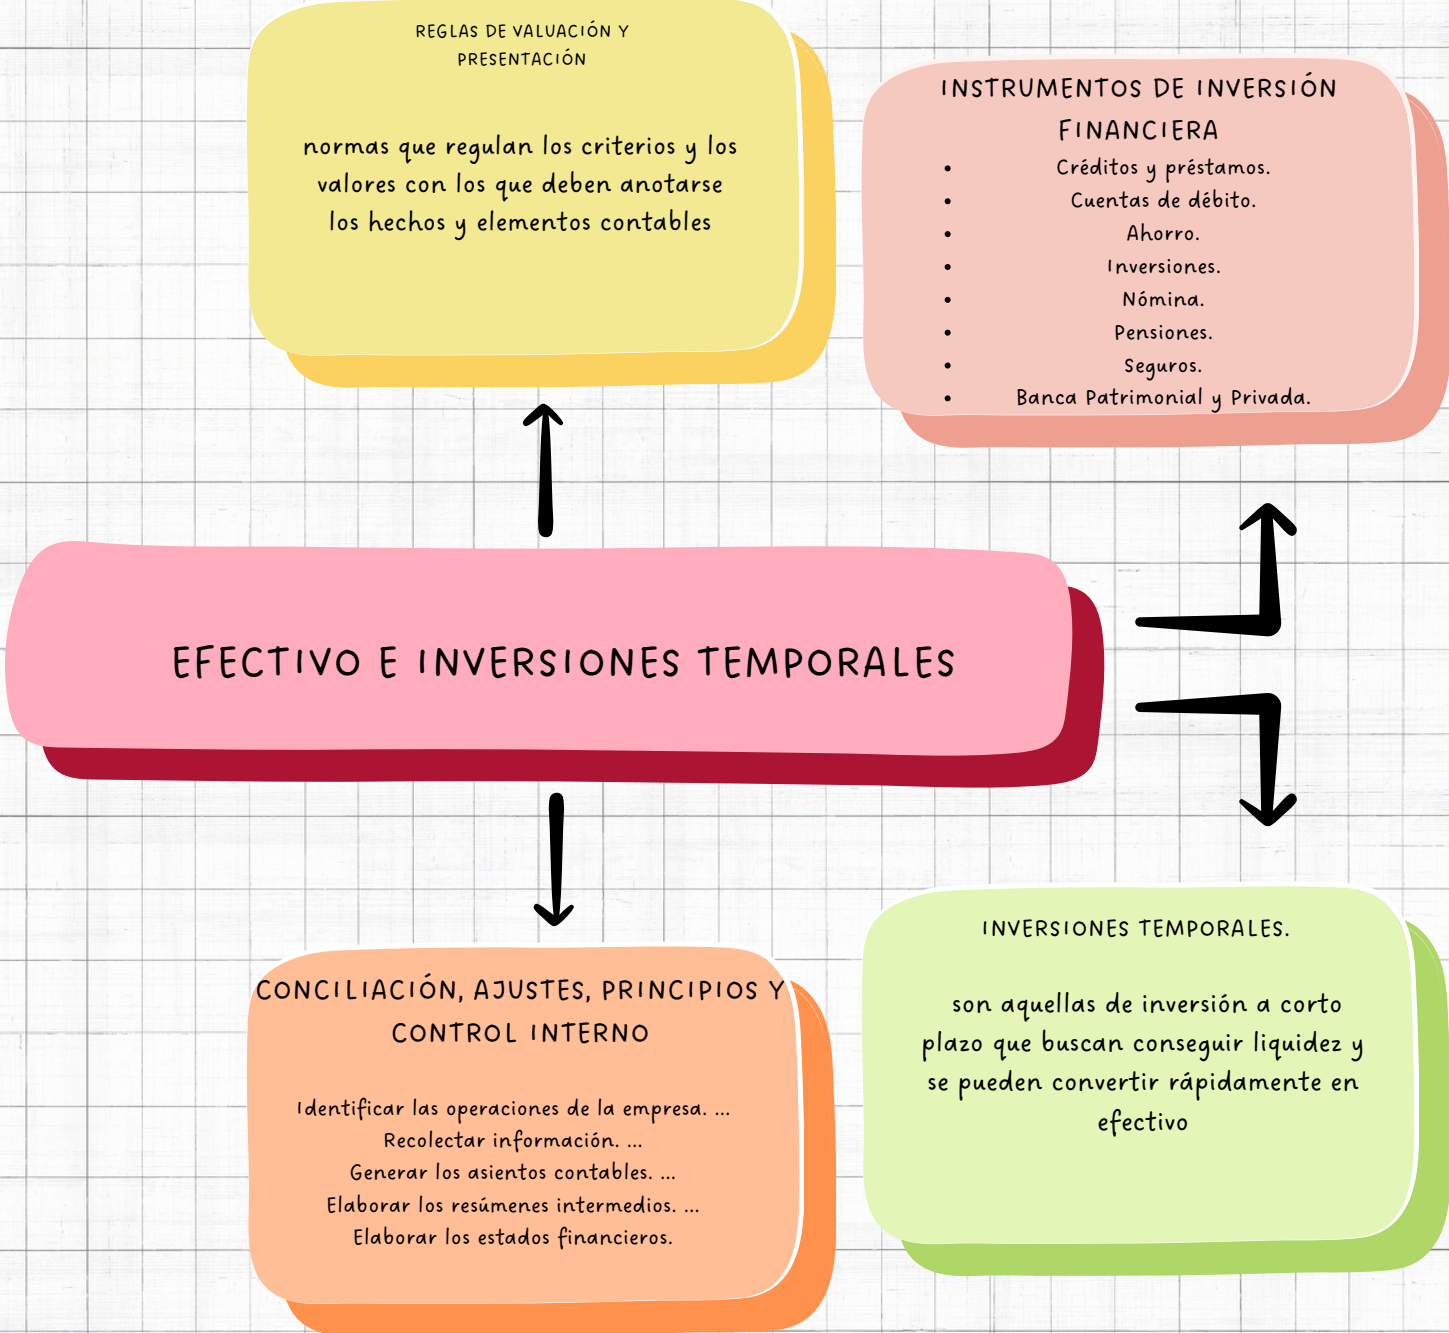 REGLAS DE VALUACIÓN Y
PRESENTACIÓN
normas que regulan los criterios y los
valores con los que deben anotarse
los hechos y elementos contables
INSTRUMENTOS DE INVERSIÓN
FINANCIERA
• Créditos y préstamos.
• Cuentas de débito.
• Ahorro.
• Inversiones.
• Nómina.
• Pensiones.
• Seguros.
• Banca Patrimonial y Privada.
EFECTIVO E INVERSIONES TEMPORALES
CONCILIACIÓN, AJUSTES, PRINCIPIOS Y
CONTROL INTERNO
Identificar las operaciones de la empresa. ...
Recolectar información. ...
Generar los asientos contables. ...
Elaborar los resúmenes intermedios. ...
Elaborar los estados financieros.
INVERSIONES TEMPORALES.
son aquellas de inversión a corto
plazo que buscan conseguir liquidez y
se pueden convertir rápidamente en
efectivo